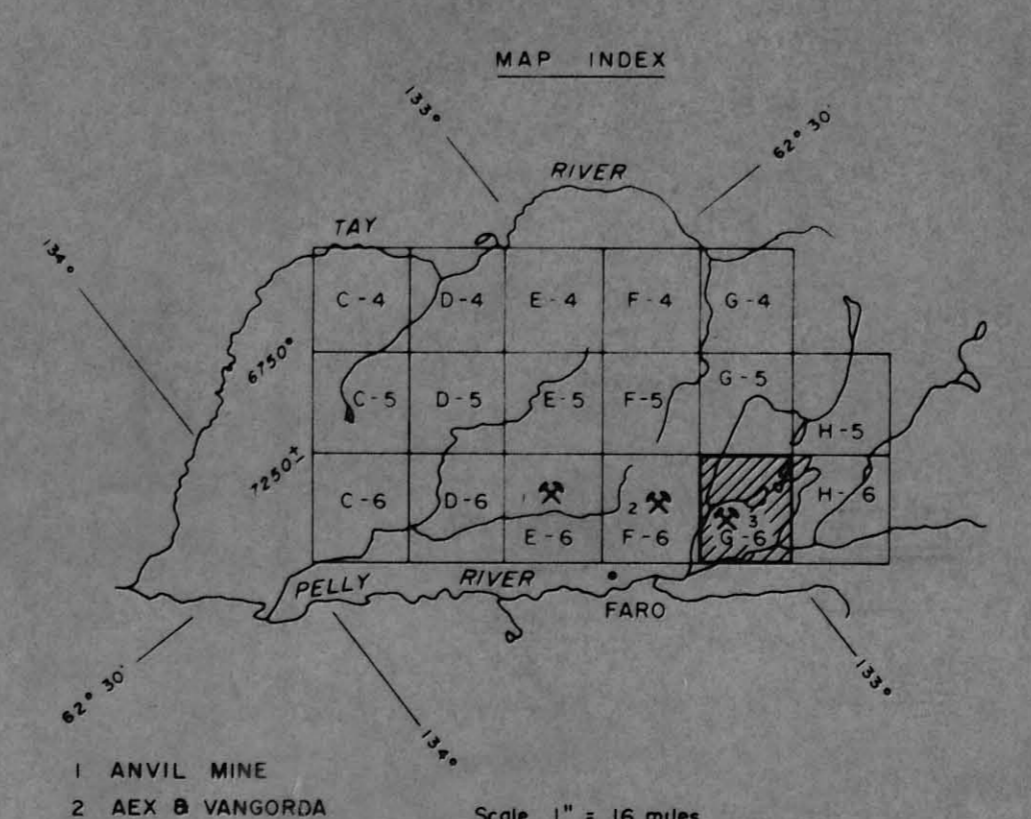 MAP INDEX
133°
62° 30'
RIVER
TAY
134°
C-4 D-4 E-4 F-4 G-4
6750°
C-5 D-5 E-5 F-5 G-5 H-5
7250±
C-6 D-6 1 E-6 2 F-6 3 G-6 H-6
PELLY RIVER
FARO
62° 30'
134°
133°
1 ANVIL MINE
2 AEX & VANGORDA
Scale 1" = 16 miles